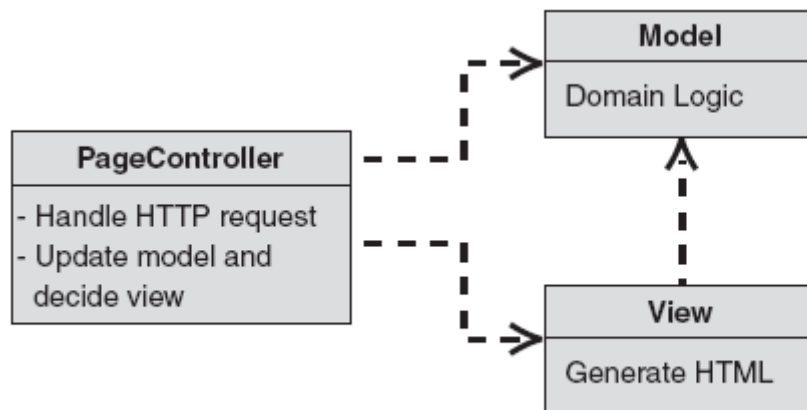 Model
Domain Logic
PageController
- Handle HTTP request
- Update model and
decide view
View
Generate HTML